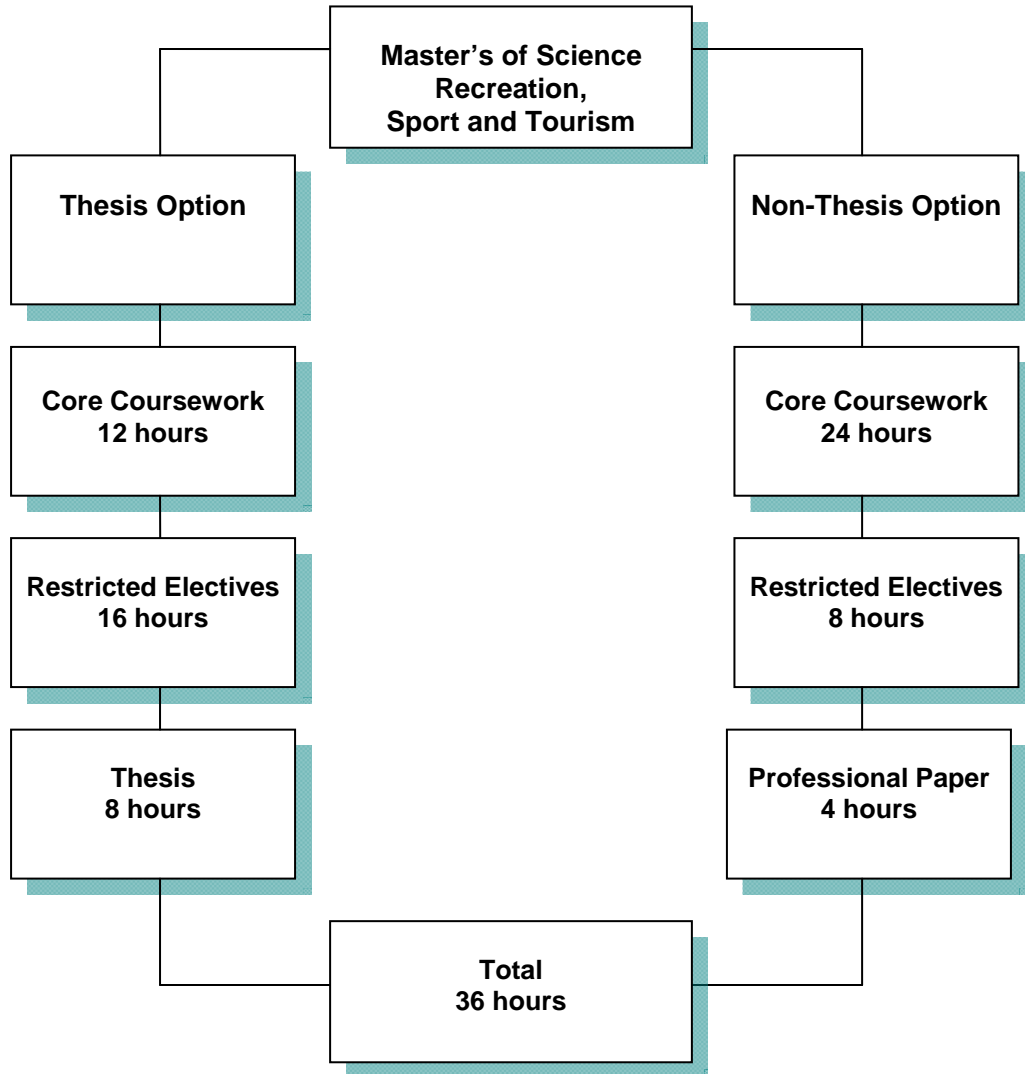 Master’s of Science
Recreation,
Sport and Tourism
Thesis Option
Non-Thesis Option
Core Coursework
12 hours
Core Coursework
24 hours
Restricted Electives
16 hours
Restricted Electives
8 hours
Thesis
8 hours
Professional Paper
4 hours
Total
36 hours